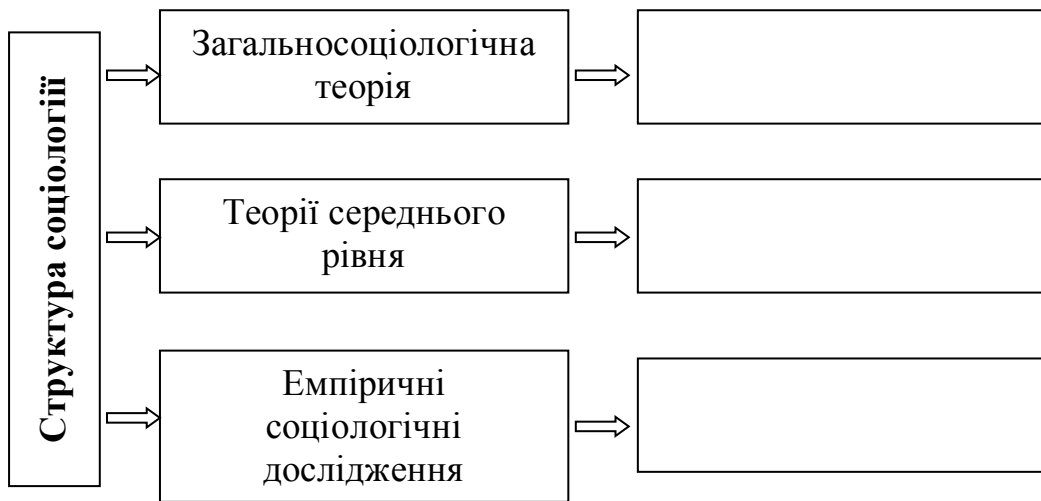 Структура соціології
Загальносоціологічна
теорія
Теорії середнього
рівня
Емпіричні
соціологічні
дослідження